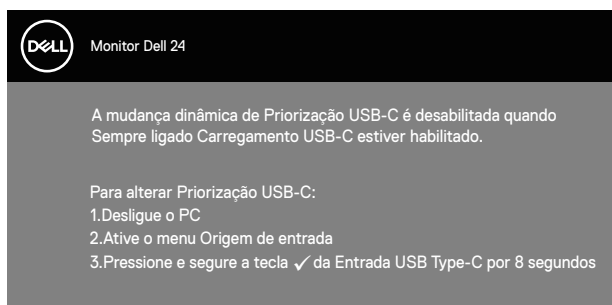 DELL
Monitor Dell 24
A mudança dinâmica de Priorização USB-C é desabilitada quando
Sempre ligado Carregamento USB-C estiver habilitado.
Para alterar Priorização USB-C:
1.Desligue o PC
2.Ative o menu Origem de entrada
3.Pressione e segure a tecla ✓ da Entrada USB Type-C por 8 segundos